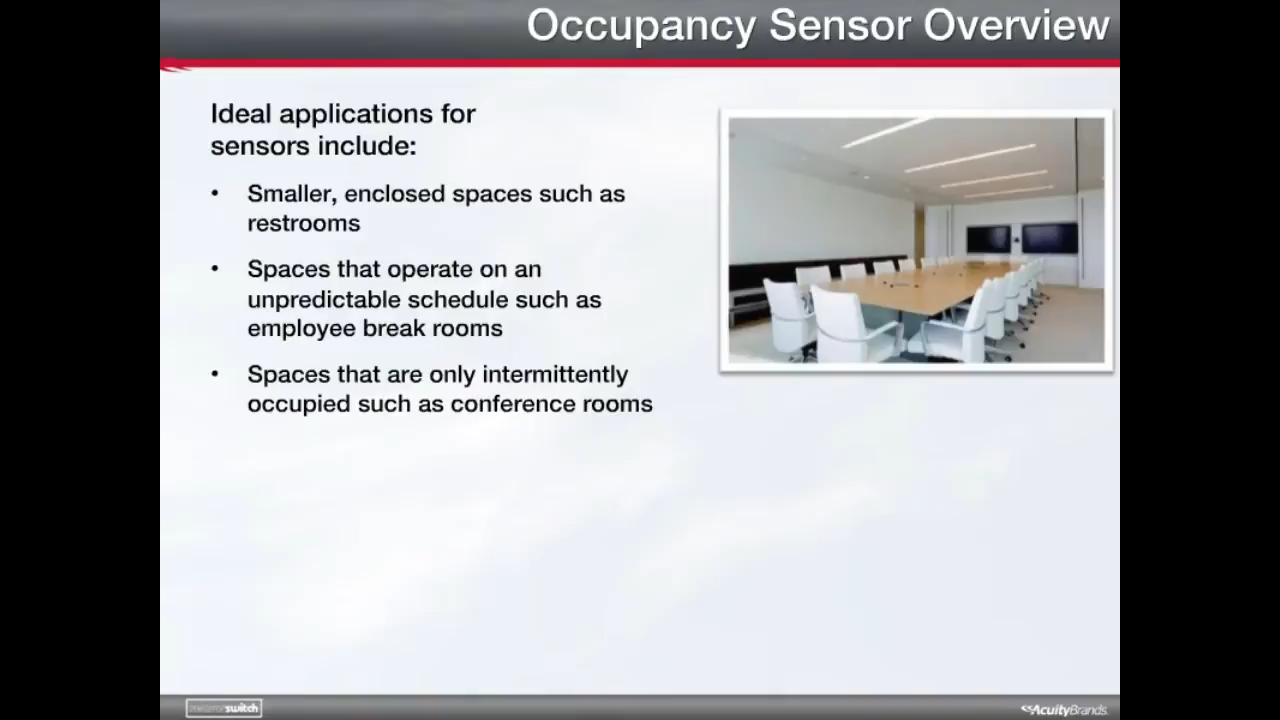 Occupancy Sensor Overview
Ideal applications for
sensors include:
• Smaller, enclosed spaces such as
restrooms
• Spaces that operate on an
unpredictable schedule such as
employee break rooms
• Spaces that are only intermittently
occupied such as conference rooms
switch
AcuityBrands.